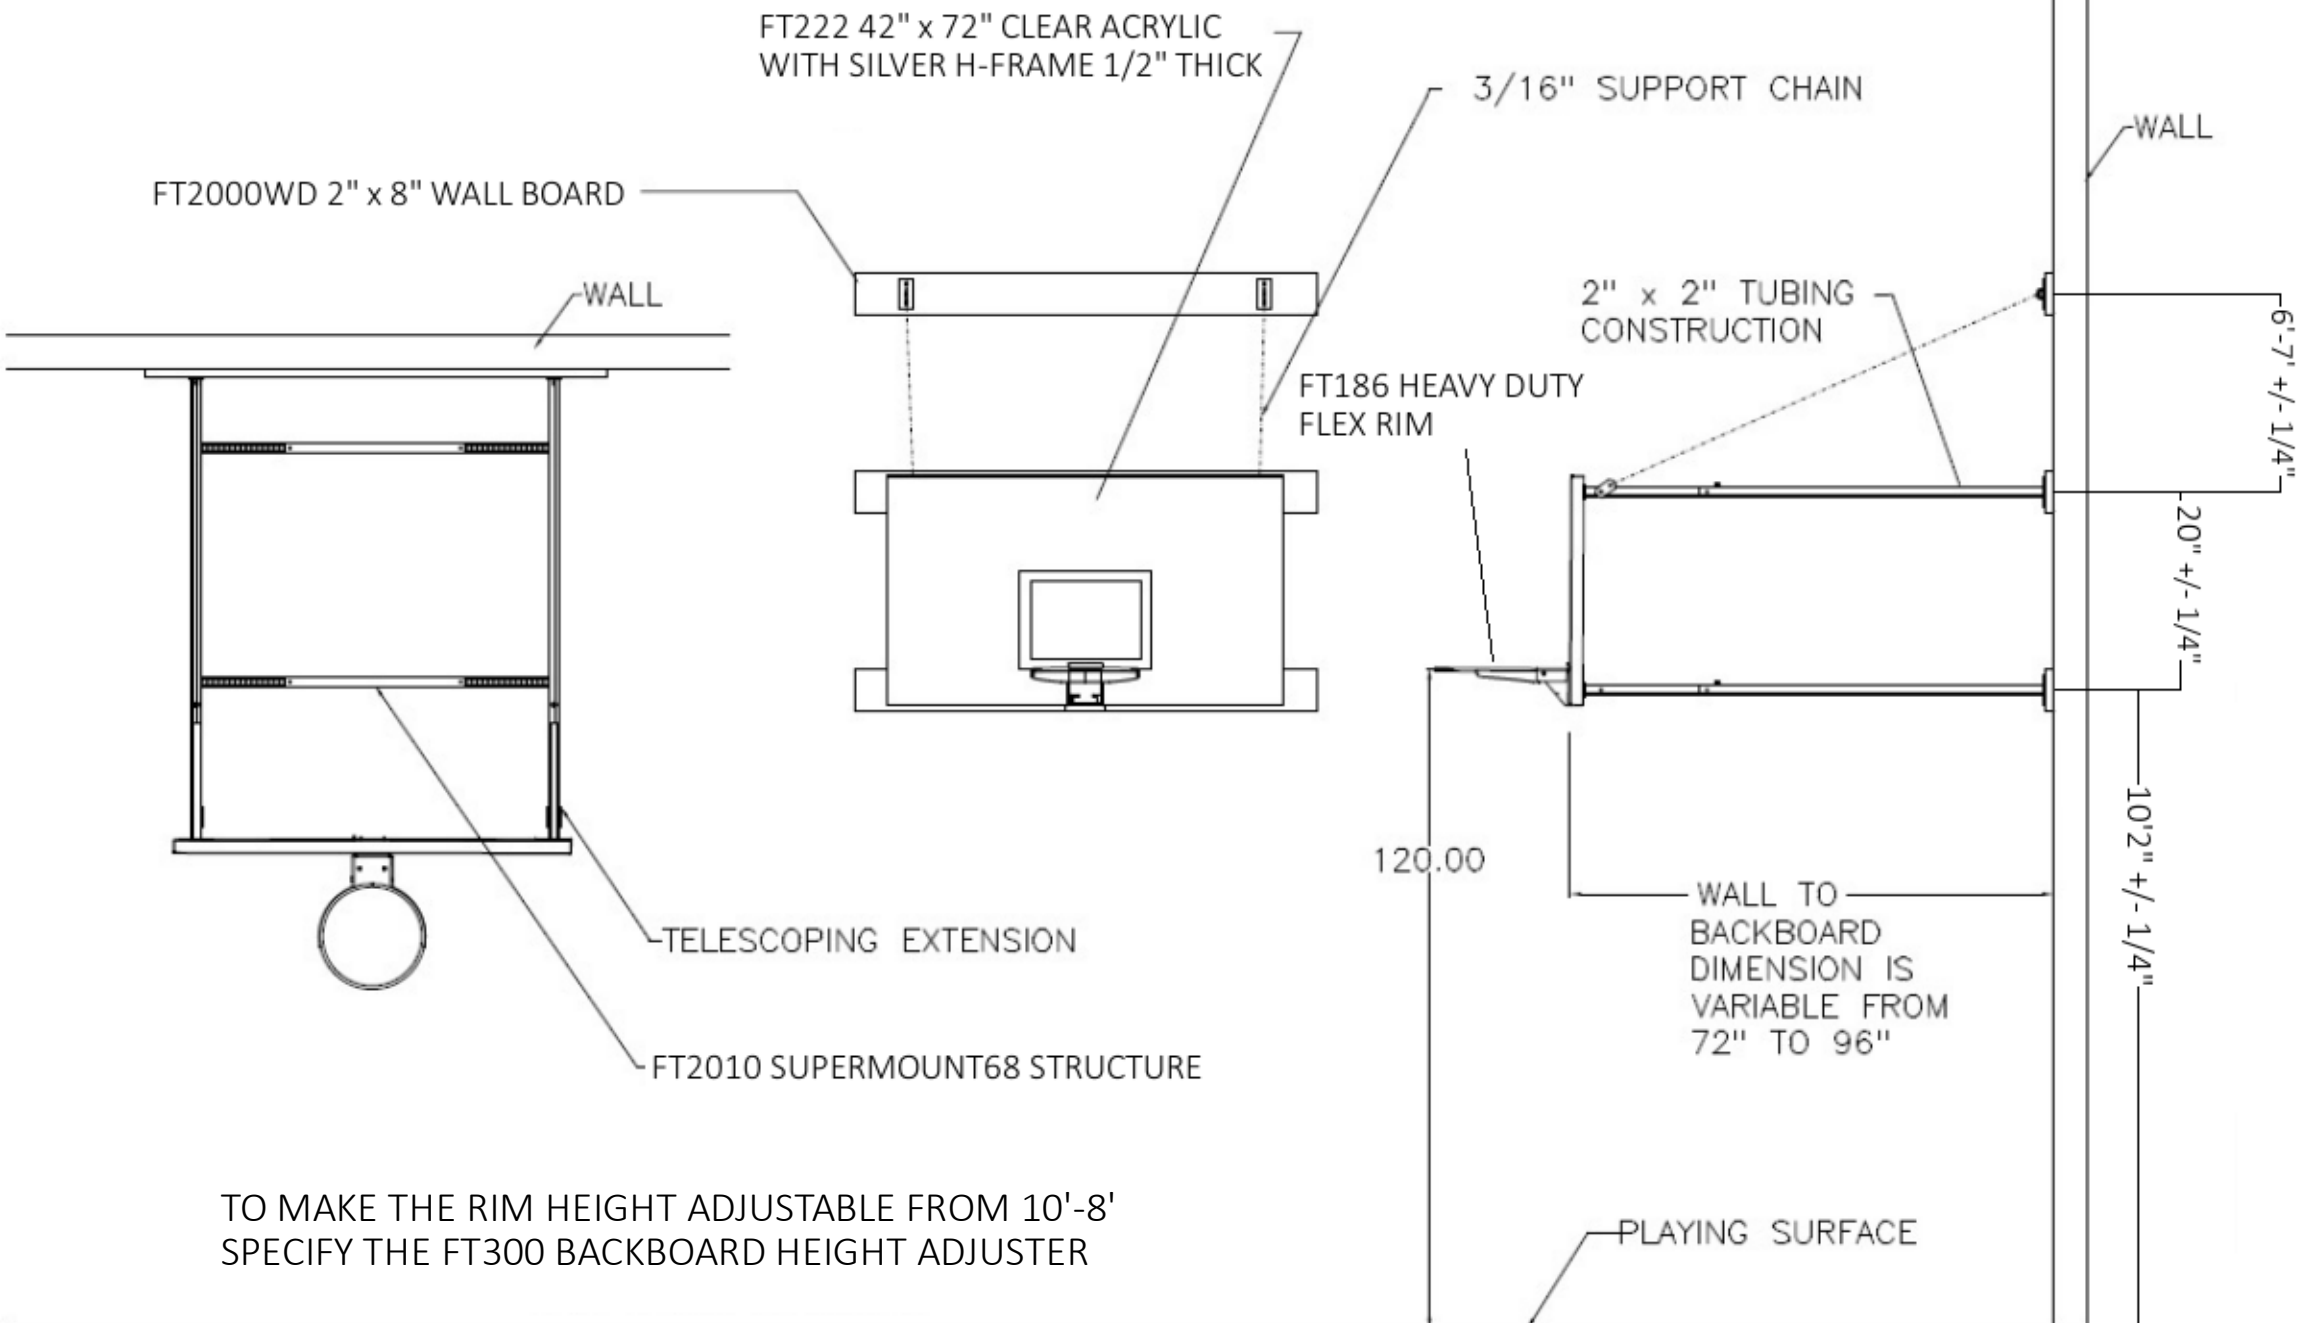 FT222 42" x 72" CLEAR ACRYLIC
WITH SILVER H-FRAME 1/2" THICK
3/16" SUPPORT CHAIN
WALL
FT2000WD 2" x 8" WALL BOARD
WALL
2" x 2" TUBING
CONSTRUCTION
6'-7' +/- 1/4"
FT186 HEAVY DUTY
FLEX RIM
20" +/- 1/4"
10'2" +/- 1/4"
120.00
WALL TO
BACKBOARD
DIMENSION IS
VARIABLE FROM
72" TO 96"
TELESCOPING EXTENSION
FT2010 SUPERMOUNT68 STRUCTURE
TO MAKE THE RIM HEIGHT ADJUSTABLE FROM 10'-8'
SPECIFY THE FT300 BACKBOARD HEIGHT ADJUSTER
PLAYING SURFACE